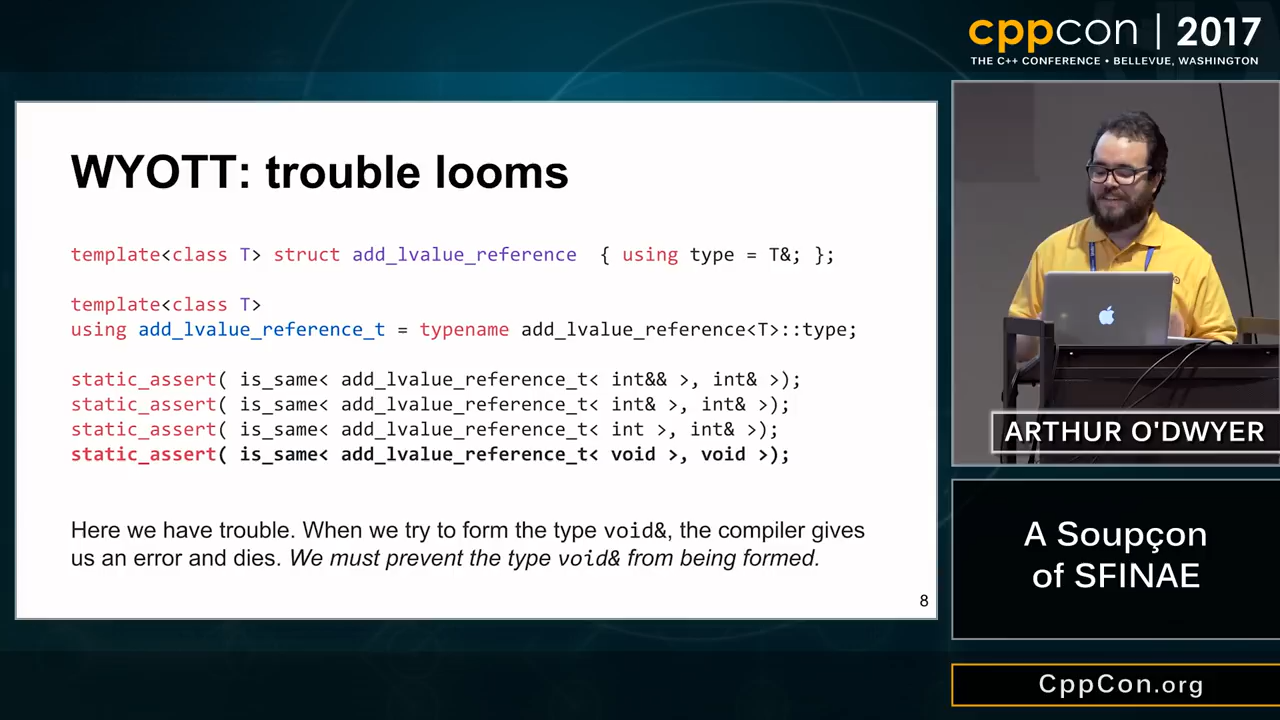 cppcon | 2017
THE C++ CONFERENCE • BELLEVUE, WASHINGTON
WYOTT: trouble looms
template<class T> struct add_lvalue_reference { using type = T&; };
template<class T>
using add_lvalue_reference_t = typename add_lvalue_reference<T>::type;
static_assert( is_same< add_lvalue_reference_t< int&& >, int& >);
static_assert( is_same< add_lvalue_reference_t< int& >, int& >);
static_assert( is_same< add_lvalue_reference_t< int >, int& >);
static_assert( is_same< add_lvalue_reference_t< void >, void >);
Here we have trouble. When we try to form the type void&, the compiler gives
us an error and dies. We must prevent the type void& from being formed.
8
ARTHUR O'DWYER
A Soupçon
of SFINAE
CppCon.org